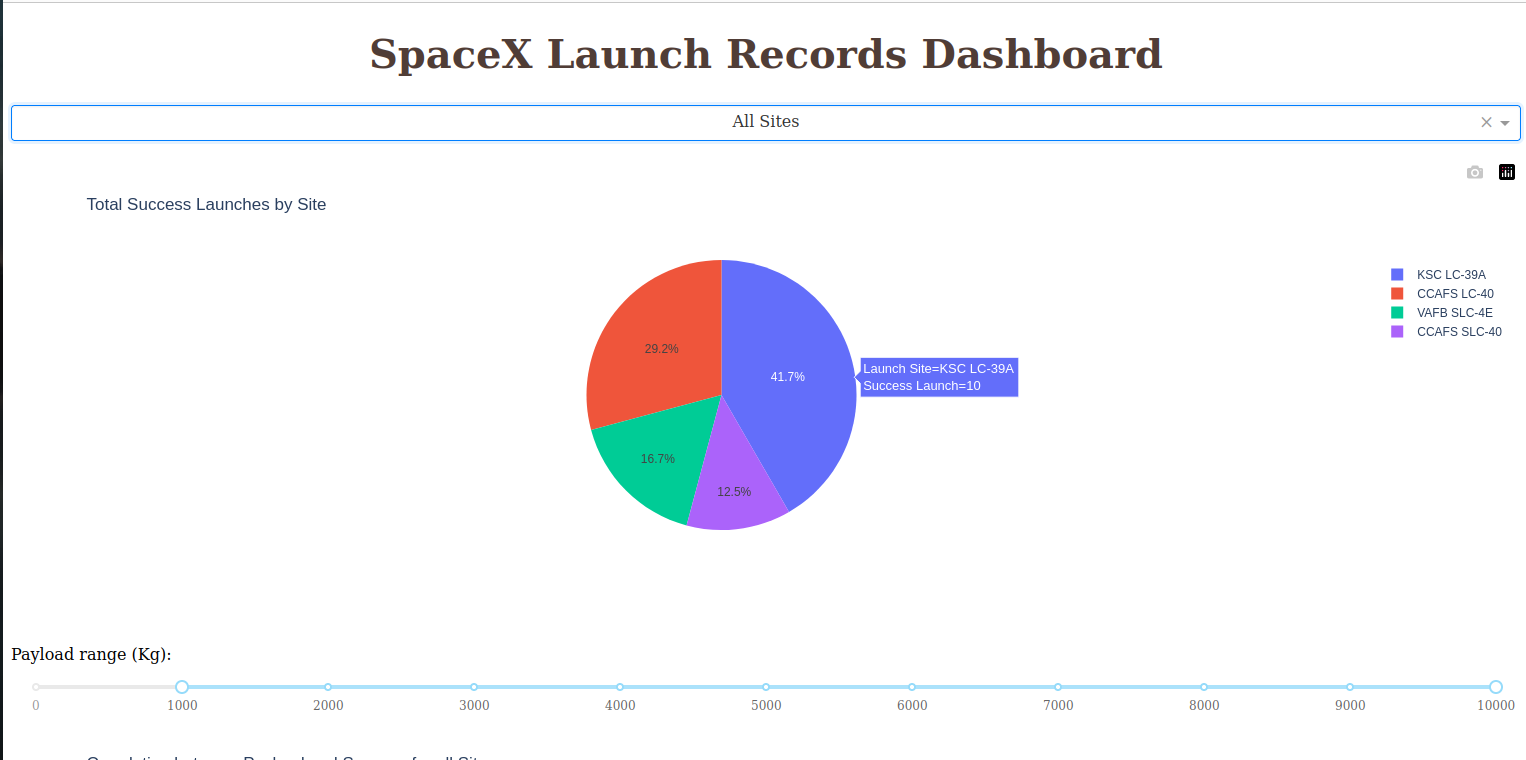 SpaceX Launch Records Dashboard
All Sites
Total Success Launches by Site
KSC LC-39A
CCAFS LC-40
VAFB SLC-4E
CCAFS SLC-40
29.2%
41.7%
Launch Site=KSC LC-39A
Success Launch=10
16.7%
12.5%
Payload range (Kg):
0 1000 2000 3000 4000 5000 6000 7000 8000 9000 10000